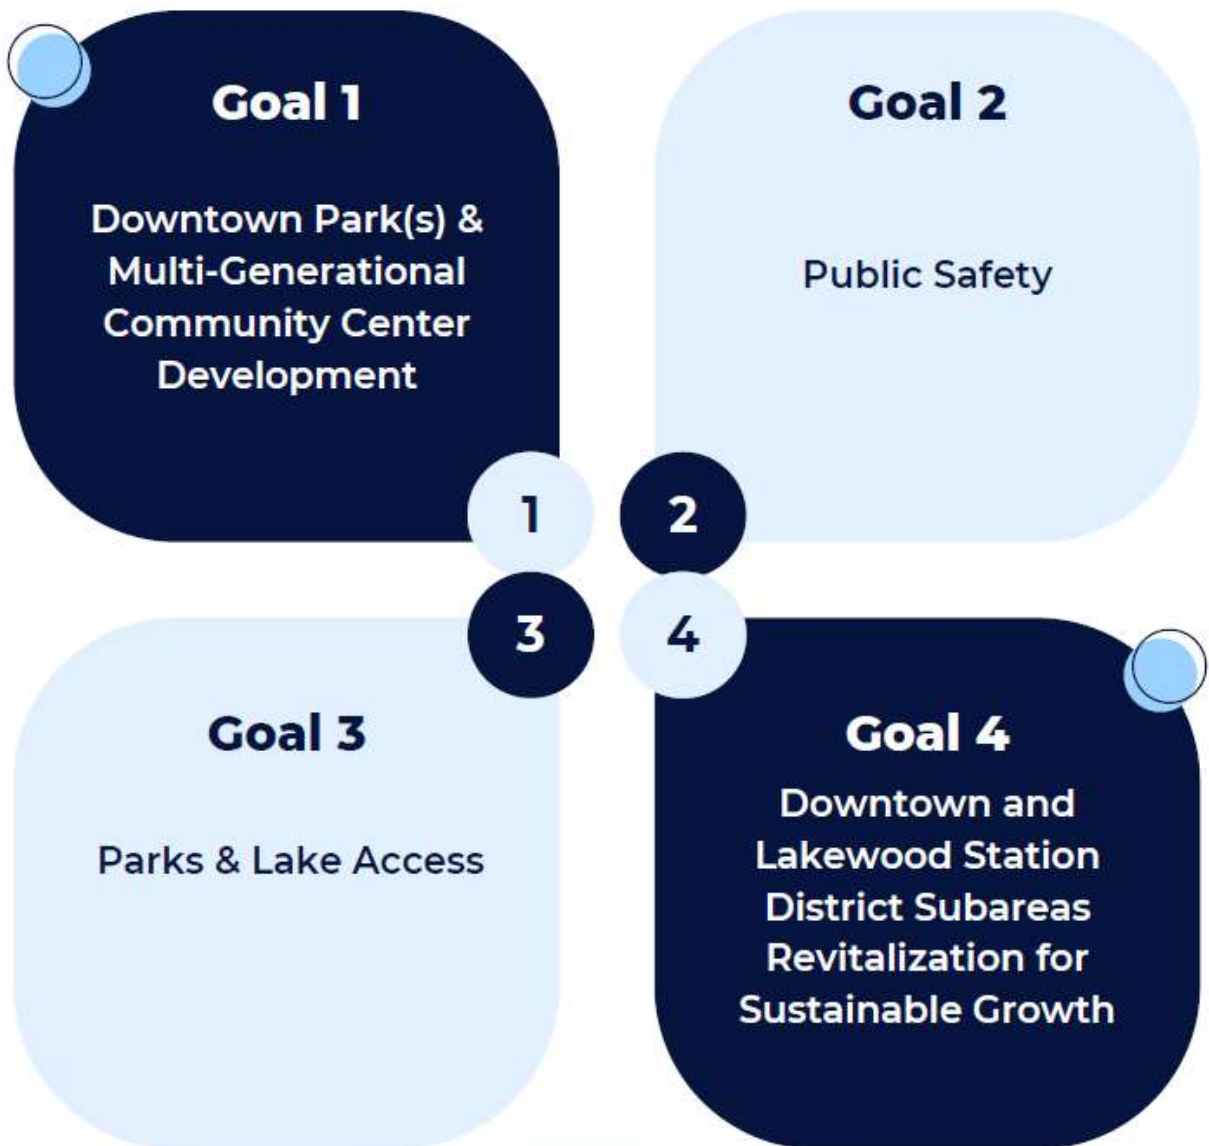 Goal 1
Downtown Park(s) &
Multi-Generational
Community Center
Development
1
Goal 2
Public Safety
2
3
Goal 3
Parks & Lake Access
4
Goal 4
Downtown and
Lakewood Station
District Subareas
Revitalization for
Sustainable Growth